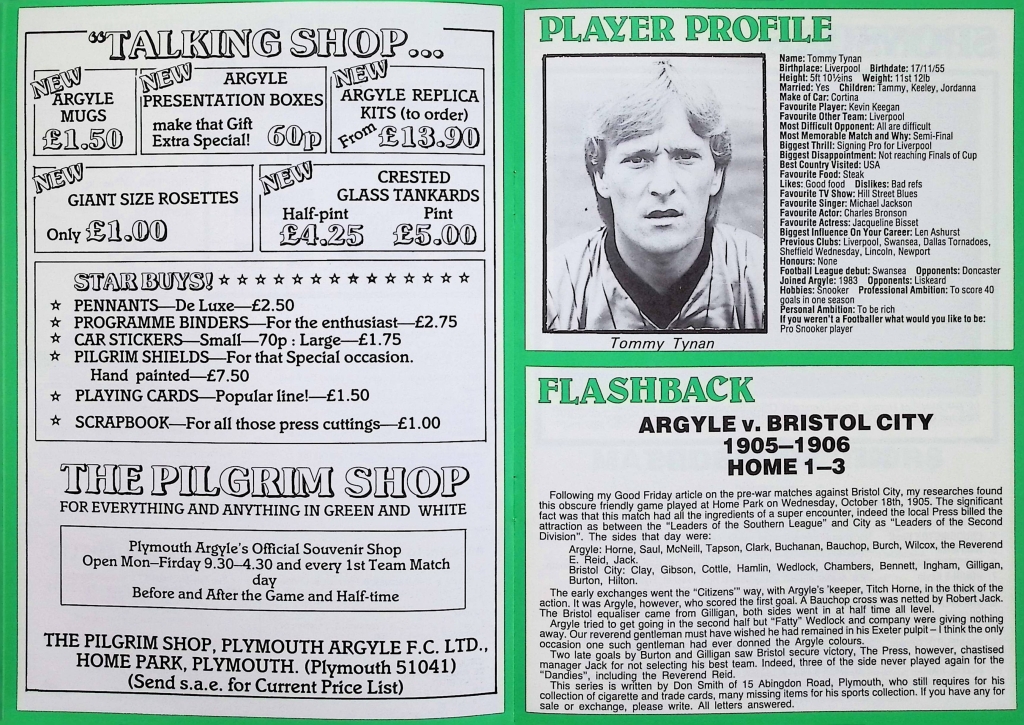 "TALKING SHOP...
NEW
ARGYLE
MUGS
£1.50
NEW
ARGYLE
PRESENTATION BOXES
make that Gift
Extra Special! 60p
NEW
ARGYLE REPLICA
KITS (to order)
From £13.90
NEW
GIANT SIZE ROSETTES
Only £1.00
NEW
CRESTED
GLASS TANKARDS
Half-pint Pint
£4.25 £5.00
STAR BUYS! ☆ ☆ ☆ ☆ ☆ ☆ ☆ ☆ ☆ ☆ ☆ ☆ ☆
☆ PENNANTS—De Luxe—£2.50
☆ PROGRAMME BINDERS—For the enthusiast—£2.75
☆ CAR STICKERS—Small—70p : Large—£1.75
☆ PILGRIM SHIELDS—For that Special occasion.
Hand painted—£7.50
☆ PLAYING CARDS—Popular line!—£1.50
☆ SCRAPBOOK—For all those press cuttings—£1.00
THE PILGRIM SHOP
FOR EVERYTHING AND ANYTHING IN GREEN AND WHITE
Plymouth Argyle's Official Souvenir Shop
Open Mon–Firday 9.30–4.30 and every 1st Team Match
day
Before and After the Game and Half-time
THE PILGRIM SHOP, PLYMOUTH ARGYLE F.C. LTD.,
HOME PARK, PLYMOUTH. (Plymouth 51041)
(Send s.a.e. for Current Price List)
PLAYER PROFILE
Name: Tommy Tynan
Birthplace: Liverpool Birthdate: 17/11/55
Height: 5ft 10½ins Weight: 11st 12lb
Married: Yes Children: Tammy, Keeley, Jordanna
Make of Car: Cortina
Favourite Player: Kevin Keegan
Favourite Other Team: Liverpool
Most Difficult Opponent: All are difficult
Most Memorable Match and Why: Semi-Final
Biggest Thrill: Signing Pro for Liverpool
Biggest Disappointment: Not reaching Finals of Cup
Best Country Visited: USA
Favourite Food: Steak
Likes: Good food Dislikes: Bad refs
Favourite TV Show: Hill Street Blues
Favourite Singer: Michael Jackson
Favourite Actor: Charles Bronson
Favourite Actress: Jacqueline Bisset
Biggest Influence On Your Career: Len Ashurst
Previous Clubs: Liverpool, Swansea, Dallas Tornadoes,
Sheffield Wednesday, Lincoln, Newport
Honours: None
Football League debut: Swansea Opponents: Doncaster
Joined Argyle: 1983 Opponents: Liskeard
Hobbies: Snooker Professional Ambition: To score 40
goals in one season
Personal Ambition: To be rich
If you weren't a Footballer what would you like to be:
Pro Snooker player
Tommy Tynan
FLASHBACK
ARGYLE v. BRISTOL CITY
1905–1906
HOME 1–3
Following my Good Friday article on the pre-war matches against Bristol City, my researches found
this obscure friendly game played at Home Park on Wednesday, October 18th, 1905. The significant
fact was that this match had all the ingredients of a super encounter, indeed the local Press billed the
attraction as between the "Leaders of the Southern League" and City as "Leaders of the Second
Division". The sides that day were:
Argyle: Horne, Saul, McNeill, Tapson, Clark, Buchanan, Bauchop, Burch, Wilcox, the Reverend
E. Reid, Jack.
Bristol City: Clay, Gibson, Cottle, Hamlin, Wedlock, Chambers, Bennett, Ingham, Gilligan,
Burton, Hilton.
The early exchanges went the "Citizens'" way, with Argyle's 'keeper, Titch Horne, in the thick of the
action. It was Argyle, however, who scored the first goal. A Bauchop cross was netted by Robert Jack.
The Bristol equaliser came from Gilligan, both sides went in at half time all level.
Argyle tried to get going in the second half but "Fatty" Wedlock and company were giving nothing
away. Our reverend gentleman must have wished he had remained in his Exeter pulpit – I think the only
occasion one such gentleman had ever donned the Argyle colours.
Two late goals by Burton and Gilligan saw Bristol secure victory, The Press, however, chastised
manager Jack for not selecting his best team. Indeed, three of the side never played again for the
"Dandies", including the Reverend Reid.
This series is written by Don Smith of 15 Abingdon Road, Plymouth, who still requires for his
collection of cigarette and trade cards, many missing items for his sports collection. If you have any for
sale or exchange, please write. All letters answered.